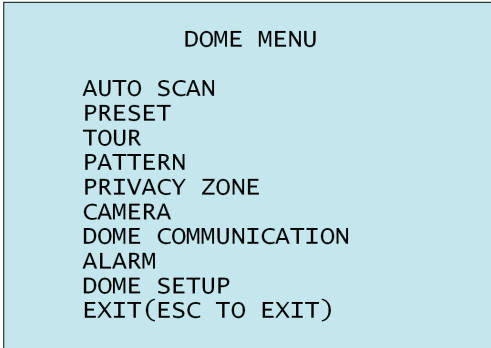 DOME MENU
AUTO SCAN
PRESET
TOUR
PATTERN
PRIVACY ZONE
CAMERA
DOME COMMUNICATION
ALARM
DOME SETUP
EXIT(ESC TO EXIT)